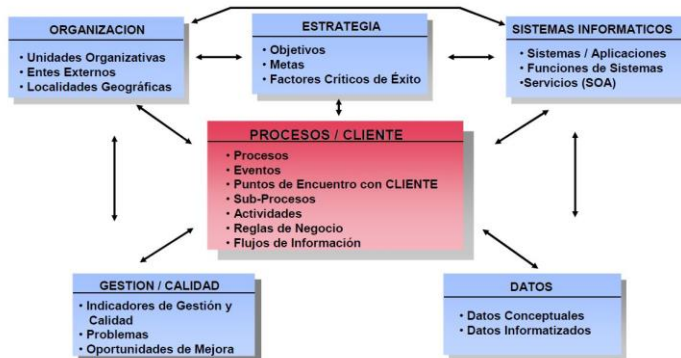 ORGANIZACION
• Unidades Organizativas
• Entes Externos
• Localidades Geográficas
ESTRATEGIA
• Objetivos
• Metas
• Factores Criticos de Éxito
SISTEMAS INFORMATICOS
• Sistemas / Aplicaciones
• Funciones de Sistemas
•Servicios (SOA)
PROCESOS / CLIENTE
• Procesos
• Eventos
• Puntos de Encuentro con CLIENTE
• Sub-Procesos
• Actividades
• Reglas de Negocio
• Flujos de Información
GESTION / CALIDAD
• Indicadores de Gestión y
Calidad
• Problemas
• Oportunidades de Mejora
DATOS
• Datos Conceptuales
• Datos Informatizados